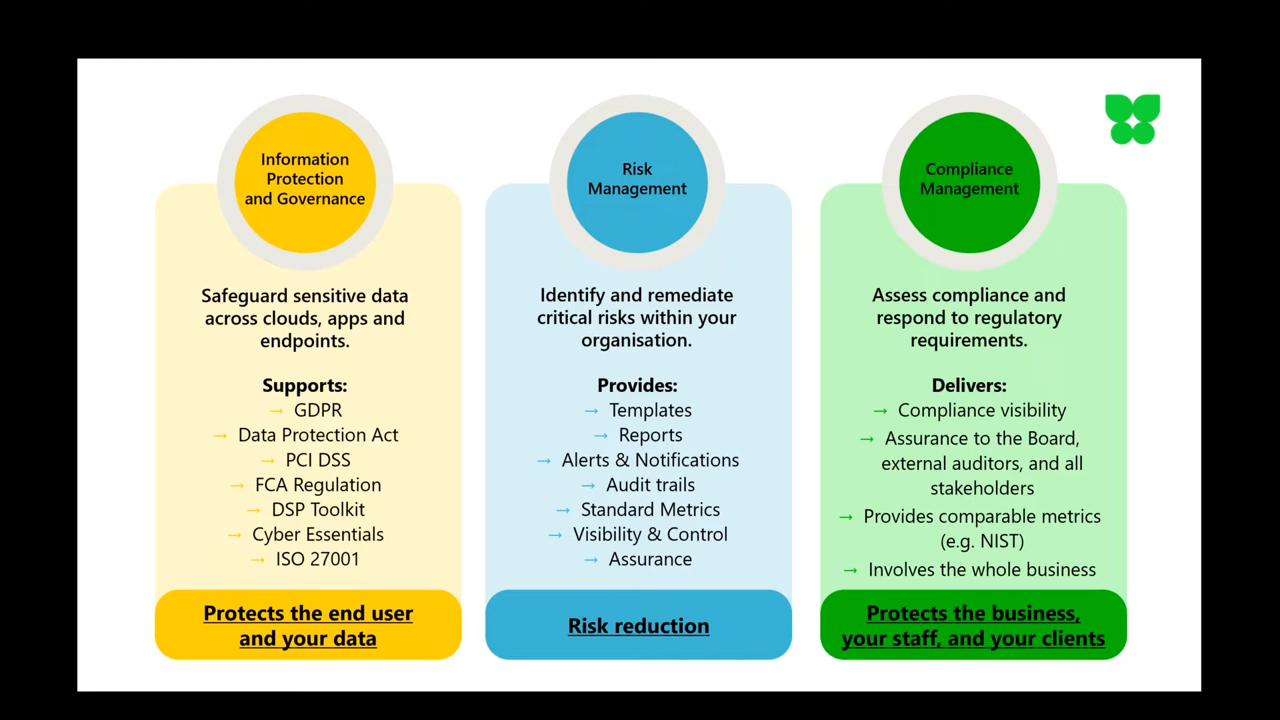 Information
Protection
and Governance
Safeguard sensitive data
across clouds, apps and
endpoints.
Supports:
→ GDPR
→ Data Protection Act
→ PCI DSS
→ FCA Regulation
→ DSP Toolkit
→ Cyber Essentials
→ ISO 27001
Protects the end user
and your data
Risk
Management
Identify and remediate
critical risks within your
organisation.
Provides:
→ Templates
→ Reports
→ Alerts & Notifications
→ Audit trails
→ Standard Metrics
→ Visibility & Control
→ Assurance
Risk reduction
Compliance
Management
Assess compliance and
respond to regulatory
requirements.
Delivers:
→ Compliance visibility
→ Assurance to the Board,
external auditors, and all
stakeholders
→ Provides comparable metrics
(e.g. NIST)
→ Involves the whole business
Protects the business,
your staff, and your clients